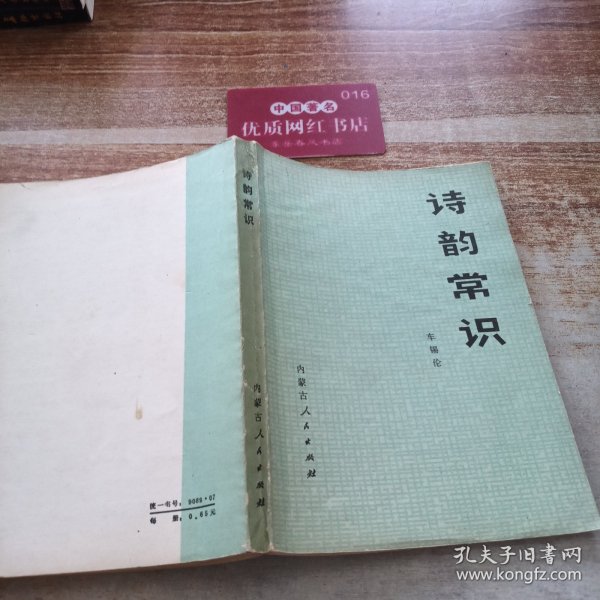 016
中国著名
优质网红书店
诗韵常识
诗韵常识
车锡伦
内蒙古人民出版社
内蒙古人民出版社
统一书号：9089·07
每 册：0.65元
孔夫子旧书网
www.kongfz.com